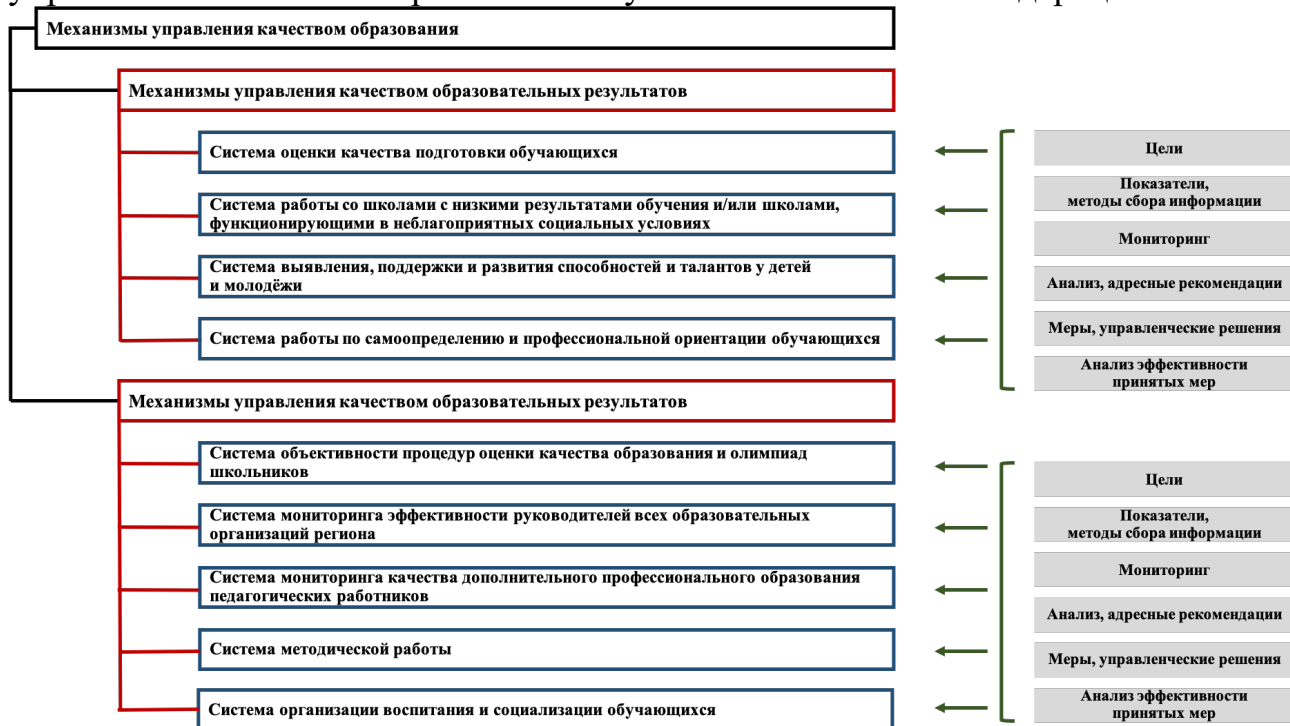 Механизмы управления качеством образования
Механизмы управления качеством образовательных результатов
Система оценки качества подготовки обучающихся
Система работы со школами с низкими результатами обучения и/или школами,
функционирующими в неблагоприятных социальных условиях
Система выявления, поддержки и развития способностей и талантов у детей
и молодёжи
Система работы по самоопределению и профессиональной ориентации обучающихся
Цели
Показатели,
методы сбора информации
Мониторинг
Анализ, адресные рекомендации
Меры, управленческие решения
Анализ эффективности
принятых мер
Механизмы управления качеством образовательных результатов
Система объективности процедур оценки качества образования и олимпиад
школьников
Система мониторинга эффективности руководителей всех образовательных
организаций региона
Система мониторинга качества дополнительного профессионального образования
педагогических работников
Система методической работы
Система организации воспитания и социализации обучающихся
Цели
Показатели,
методы сбора информации
Мониторинг
Анализ, адресные рекомендации
Меры, управленческие решения
Анализ эффективности
принятых мер